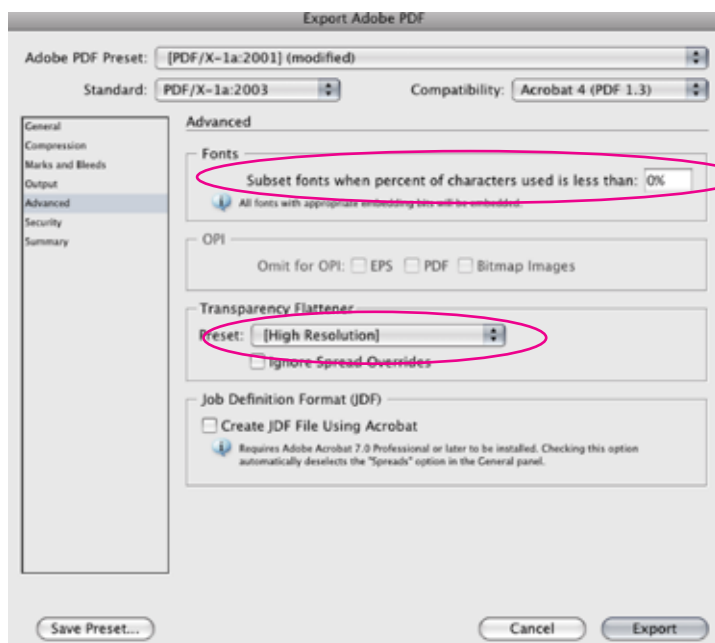 Export Adobe PDF
Adobe PDF Preset: [PDF/X-1a:2001] (modified)
Standard: PDF/X-1a:2003 Compatibility: Acrobat 4 (PDF 1.3)
General
Compression
Marks and Bleeds
Output
Advanced
Security
Summary
Advanced
Fonts
Subset fonts when percent of characters used is less than: 0%
All fonts with appropriate embedding bits will be embedded.
OPI
Omit for OPI: EPS PDF Bitmap Images
Transparency Flattener
Preset: [High Resolution]
Ignore Spread Overrides
Job Definition Format (JDF)
Create JDF File Using Acrobat
Requires Adobe Acrobat 7.0 Professional or later to be installed. Checking this option
automatically deselects the "Spreads" option in the General panel.
Save Preset... Cancel Export